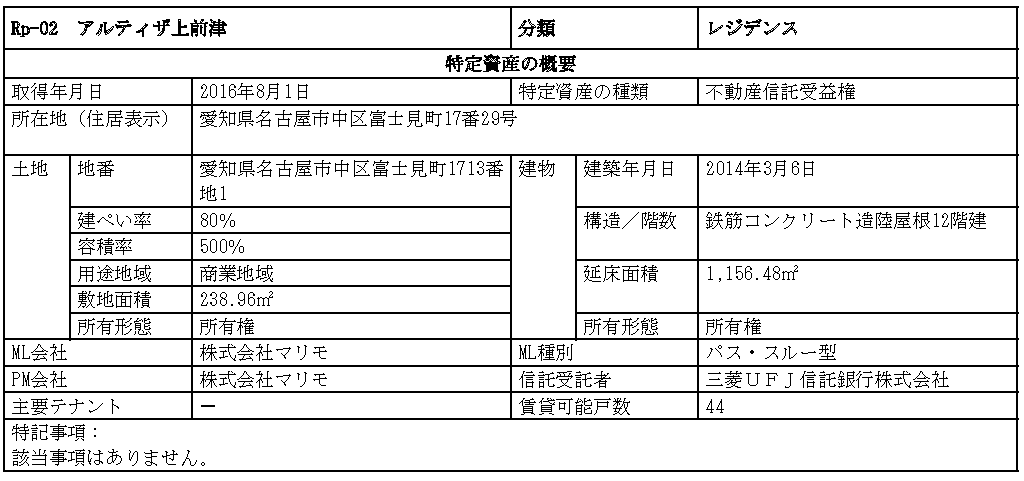 Rp-02　アルティザ上前津　分類　レジデンス
特定資産の概要
取得年月日　2016年8月1日　特定資産の種類　不動産信託受益権
所在地（住居表示）　愛知県名古屋市中区富士見町17番29号
土地　地番　愛知県名古屋市中区富士見町1713番　建物　建築年月日　2014年3月6日
地1
建ぺい率　80%　構造／階数　鉄筋コンクリート造陸屋根12階建
容積率　500%
用途地域　商業地域　延床面積　1,156.48㎡
敷地面積　238.96㎡
所有形態　所有権　所有形態　所有権
ML会社　株式会社マリモ　ML種別　パス・スルー型
PM会社　株式会社マリモ　信託受託者　三菱ＵＦＪ信託銀行株式会社
主要テナント　－　賃貸可能戸数　44
特記事項：
該当事項はありません。